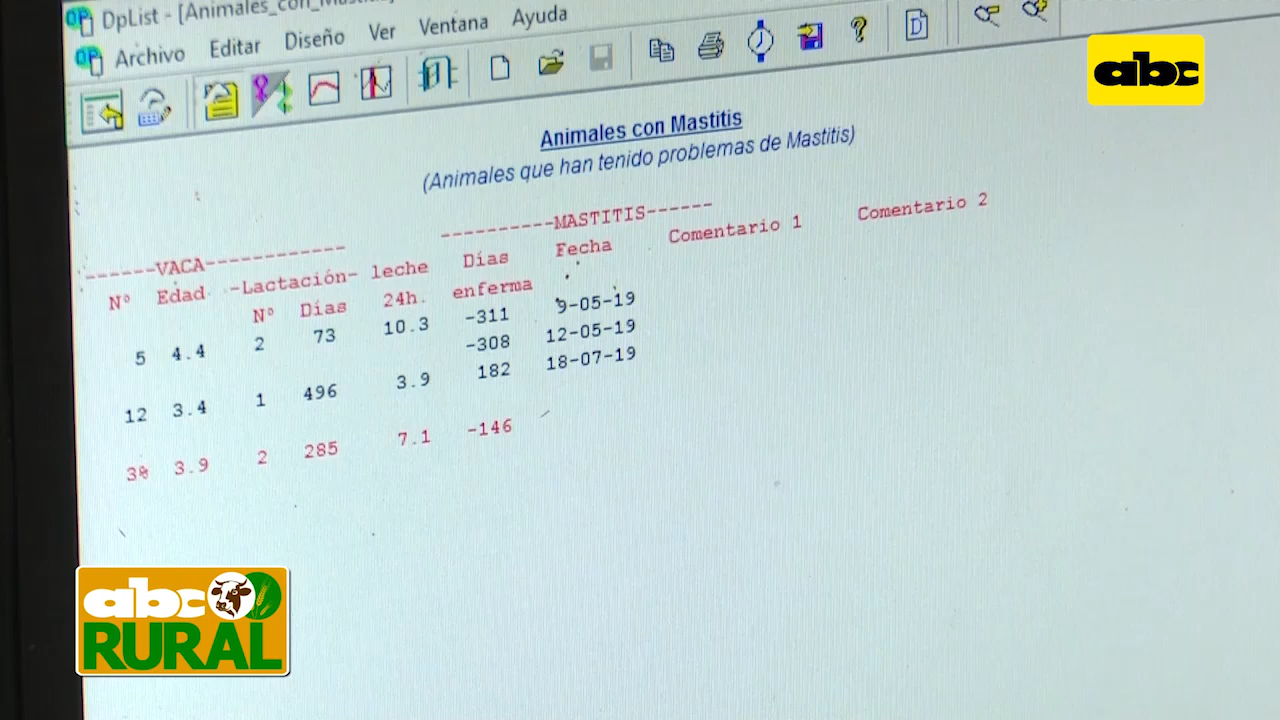 DpList - [Animales_con_Mastitis
Archivo Editar Diseño Ver Ventana Ayuda
abc
Animales con Mastitis
(Animales que han tenido problemas de Mastitis)
------VACA------------ ----------MASTITIS------
Nº Edad -Lactación- leche Días Fecha Comentario 1 Comentario 2
Nº Días 24h. enferma
5 4.4 2 73 10.3 -311 9-05-19
-308 12-05-19
12 3.4 1 496 3.9 182 18-07-19
3% 3.9 2 285 7.1 -146
abc
RURAL